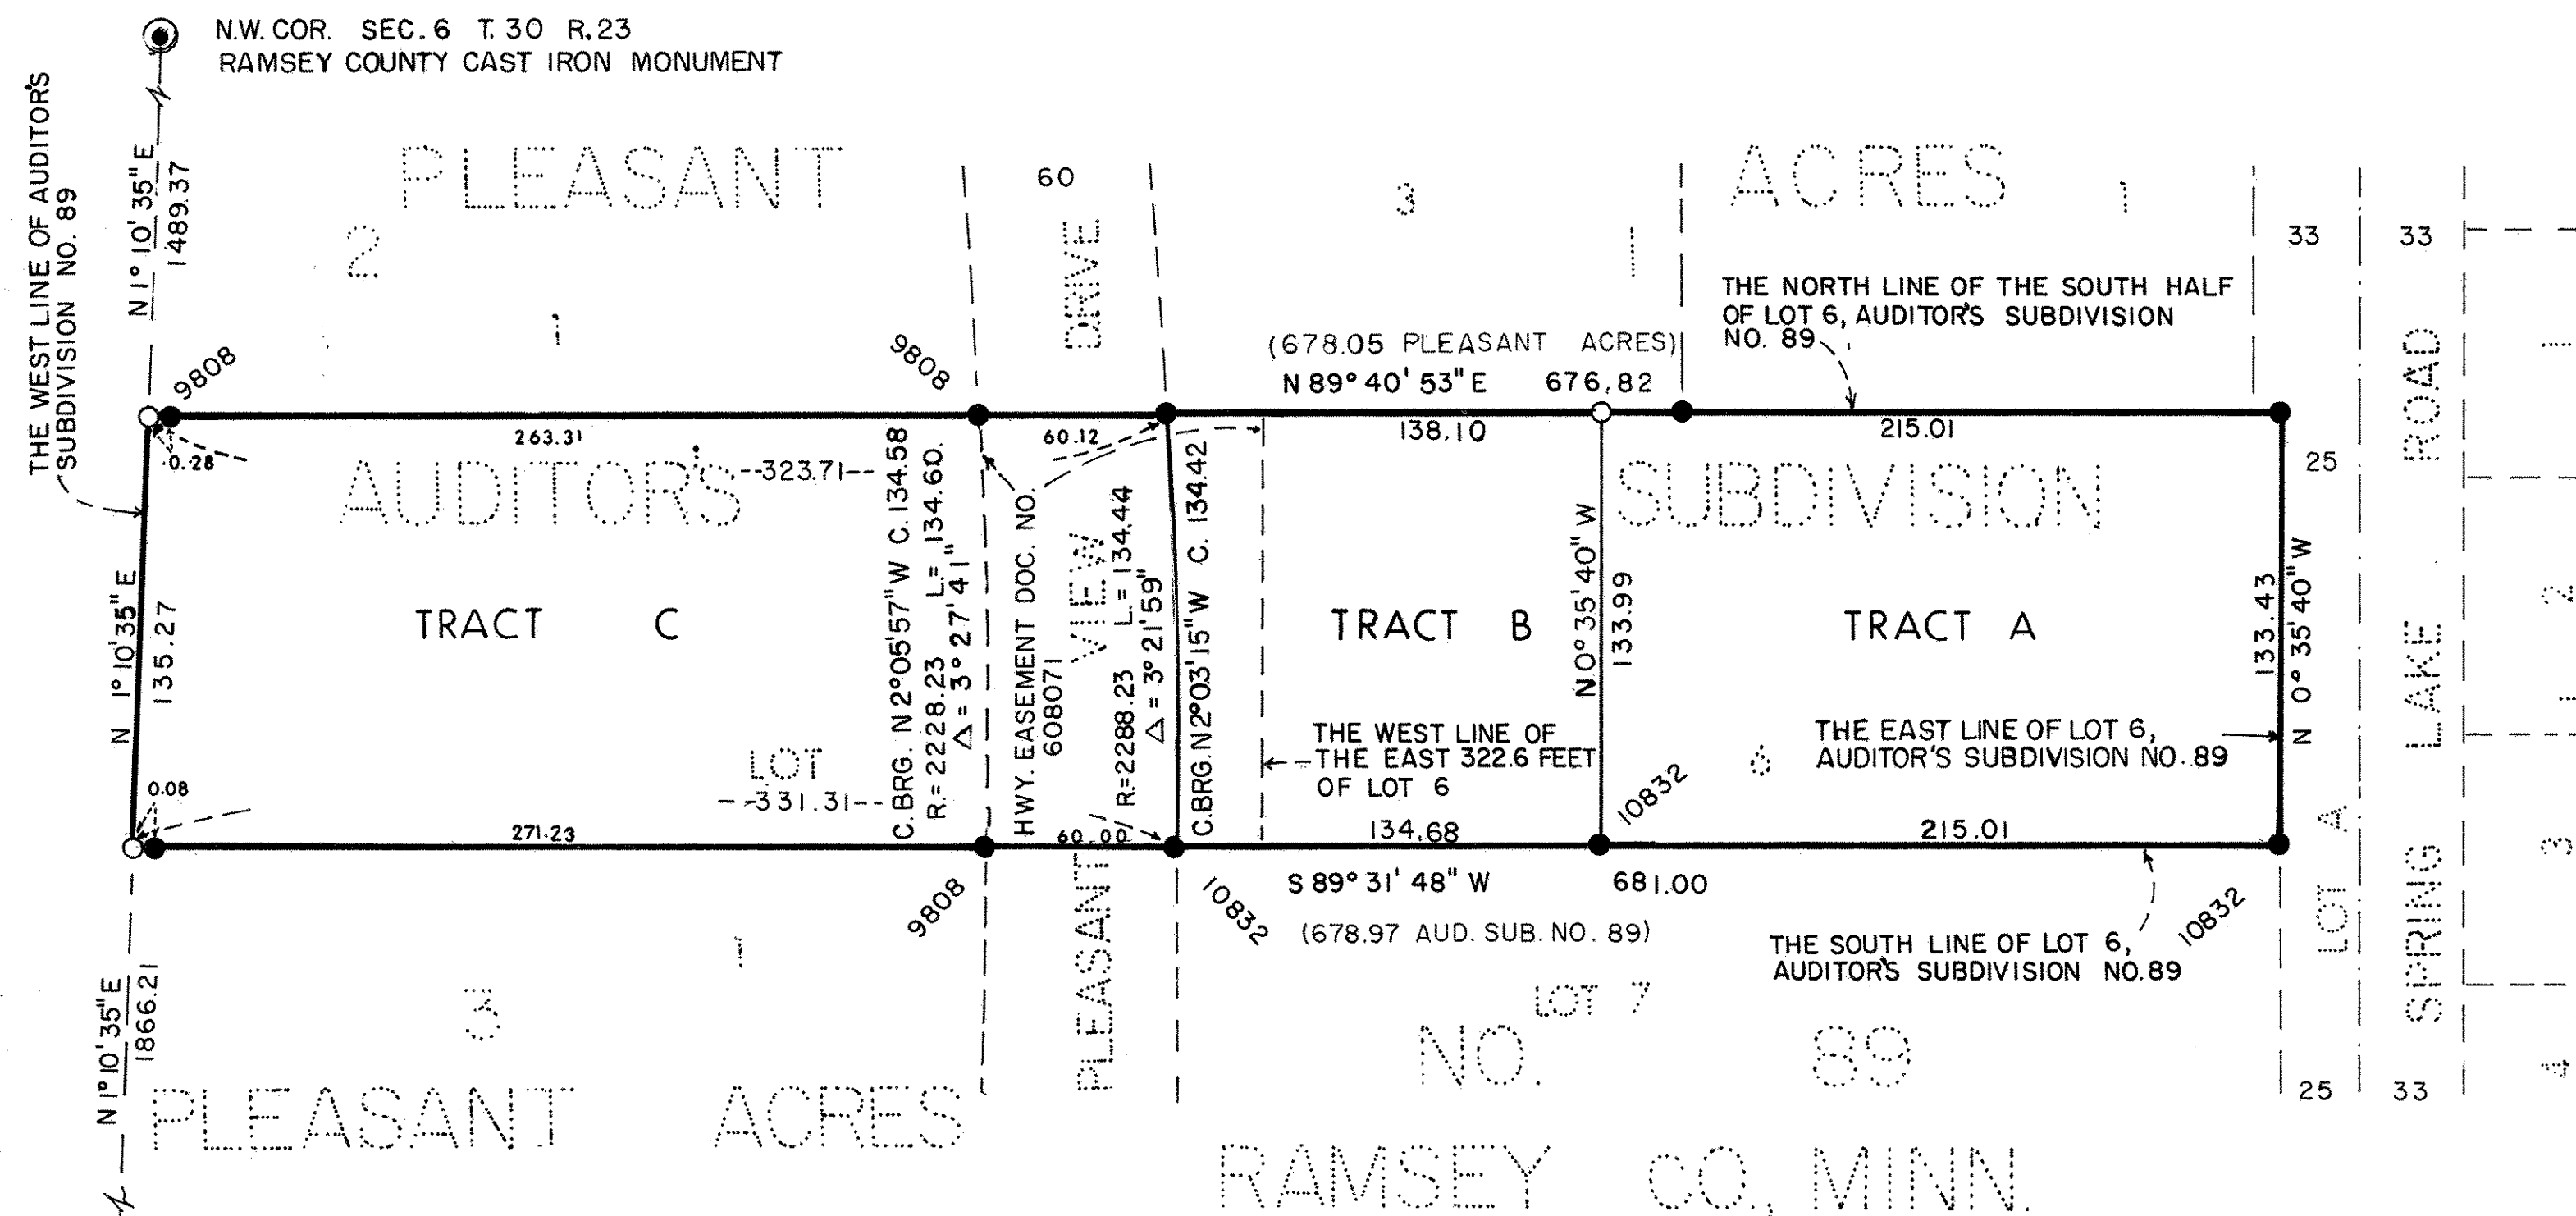 N.W. COR. SEC. 6 T. 30 R. 23
RAMSEY COUNTY CAST IRON MONUMENT
THE WEST LINE OF AUDITOR'S
SUBDIVISION NO. 89
N 1° 10' 35" E
1489.37
PLEASANT
ACRES
2
1
60
DRIVE
3
1
1
33
33
THE NORTH LINE OF THE SOUTH HALF
OF LOT 6, AUDITOR'S SUBDIVISION
NO. 89
(678.05 PLEASANT ACRES)
N 89° 40' 53" E 676.82
9808
9808
263.31
60.12
138.10
215.01
0.28
323.71
25
ROAD
1
AUDITOR'S
SUBDIVISION
N 1° 10' 35" E
135.27
TRACT C
C. BRG. N 2° 05' 57" W C. 134.58
R.= 2228.23 L.= 134.60.
Δ = 3° 27' 41"
HWY. EASEMENT DOC. NO.
608071
VIEW
R.= 2288.23 L.= 134.44
Δ = 3° 21' 59"
C.BRG. N 2° 03' 15" W C. 134.42
TRACT B
N 0° 35' 40" W
133.99
TRACT A
133.43
N 0° 35' 40" W
LAKE
2
1
THE WEST LINE OF
THE EAST 322.6 FEET
OF LOT 6
THE EAST LINE OF LOT 6,
AUDITOR'S SUBDIVISION NO. 89
6
LOT
331.31
0.08
10832
271.23
60.00
134.68
215.01
S 89° 31' 48" W 681.00
(678.97 AUD. SUB. NO. 89)
9808
10832
10832
THE SOUTH LINE OF LOT 6,
AUDITOR'S SUBDIVISION NO. 89
LOT A
SPRING
3
N 1° 10' 35" E
1866.21
1
3
PLEASANT
LOT 7
NO. 89
25
33
4
PLEASANT ACRES
RAMSEY CO., MINN.